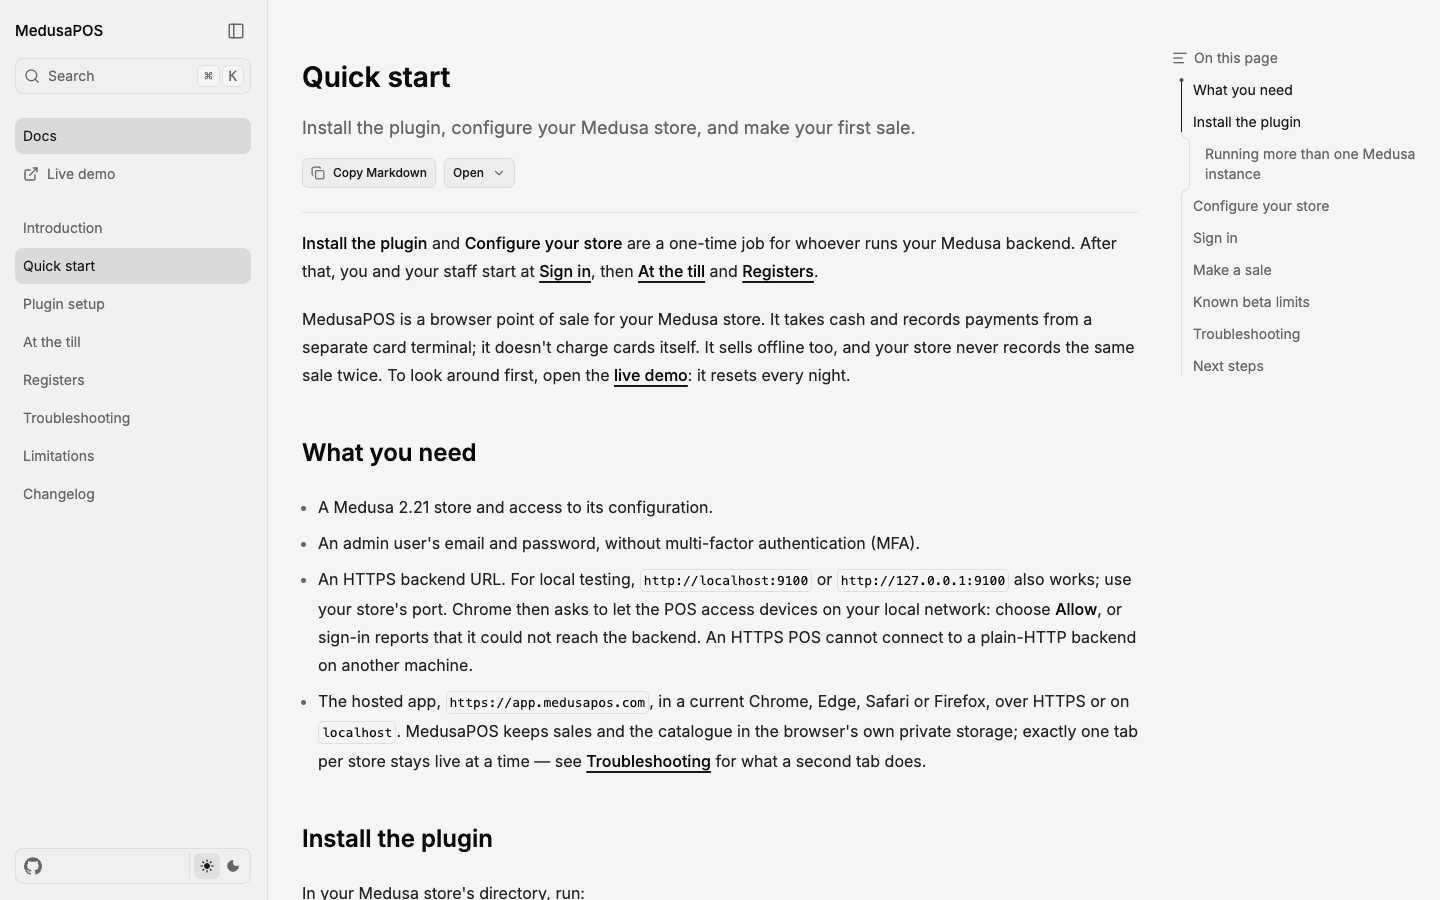 MedusaPOS
Search
⌘ K
Docs
Live demo
Introduction
Quick start
Plugin setup
At the till
Registers
Troubleshooting
Limitations
Changelog
Quick start
Install the plugin, configure your Medusa store, and make your first sale.
Copy Markdown
Open
Install the plugin and Configure your store are a one-time job for whoever runs your Medusa backend. After
that, you and your staff start at Sign in, then At the till and Registers.
MedusaPOS is a browser point of sale for your Medusa store. It takes cash and records payments from a
separate card terminal; it doesn't charge cards itself. It sells offline too, and your store never records the same
sale twice. To look around first, open the live demo: it resets every night.
What you need
A Medusa 2.21 store and access to its configuration.
An admin user's email and password, without multi-factor authentication (MFA).
An HTTPS backend URL. For local testing, http://localhost:9100 or http://127.0.0.1:9100 also works; use
your store's port. Chrome then asks to let the POS access devices on your local network: choose Allow, or
sign-in reports that it could not reach the backend. An HTTPS POS cannot connect to a plain-HTTP backend
on another machine.
The hosted app, https://app.medusapos.com, in a current Chrome, Edge, Safari or Firefox, over HTTPS or on
localhost. MedusaPOS keeps sales and the catalogue in the browser's own private storage; exactly one tab
per store stays live at a time — see Troubleshooting for what a second tab does.
Install the plugin
In your Medusa store's directory, run:
On this page
What you need
Install the plugin
Running more than one Medusa
instance
Configure your store
Sign in
Make a sale
Known beta limits
Troubleshooting
Next steps